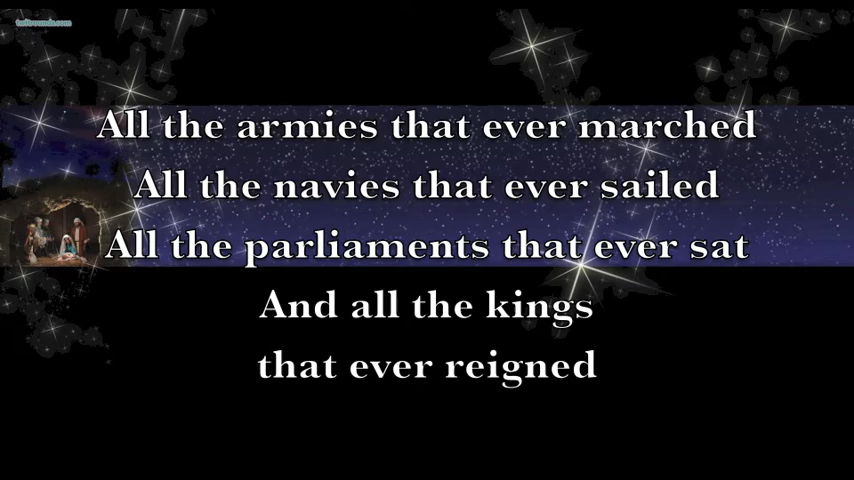 All the armies that ever marched
All the navies that ever sailed
All the parliaments that ever sat
And all the kings
that ever reigned